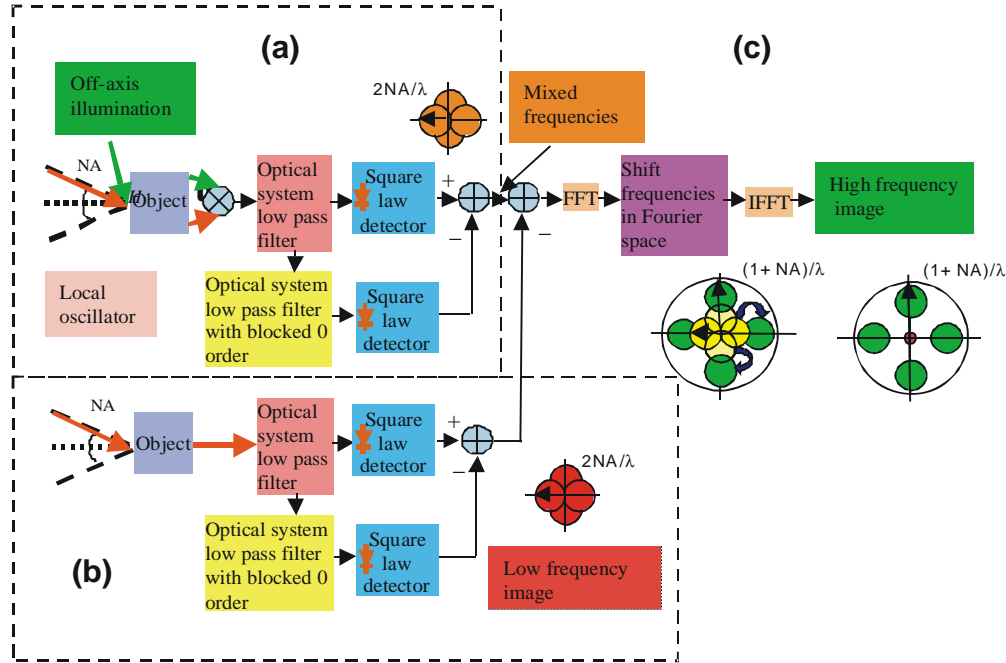 (a)
(c)
Off-axis
illumination
2NA/λ
Mixed
frequencies
NA
Object
Optical
system
low pass
filter
Square
law
detector
+
−
−
FFT
Shift
frequencies
in Fourier
space
IFFT
High frequency
image
Local
oscillator
Optical system
low pass filter
with blocked 0
order
Square
law
detector
(1+ NA)/λ
(1+ NA)/λ
NA
Object
Optical
system
low pass
filter
Square
law
detector
+
−
2NA/λ
(b)
Optical system
low pass filter
with blocked 0
order
Square
law
detector
Low frequency
image